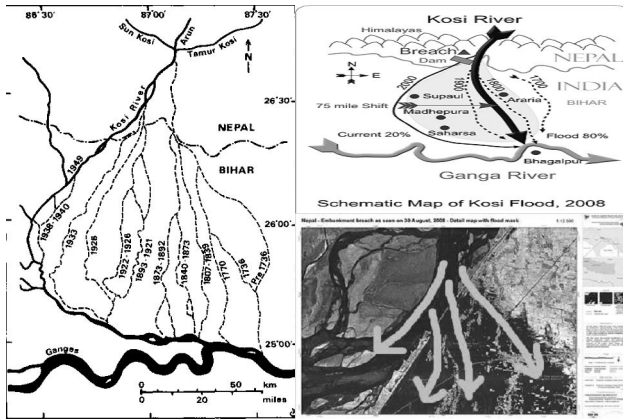 86°30'
87°00
87°30'
Sun Kosi
Arun
Tamur Kosi
N
Kosi River
26°30'
NEPAL
BIHAR
1949
1938-1940
1933
1928
1922-1926
1893-1921
1873-1892
1840-1873
1807-1839
1770
1736
Pre 1736
26°00
25°00
Ganges
0 50
km
0 20
miles
Kosi River
Himalayas
Breach
Dam
NEPAL
INDIA
BIHAR
N
E
2000
1900
1800
1700
Supaul
Araria
75 mile Shift
Madhepura
Saharsa
Current 20%
Flood 80%
Bhagalpur
Ganga River
Schematic Map of Kosi Flood, 2008
Nepal - Embankment breach as seen on 30 August, 2008 - Detail map with flood mask